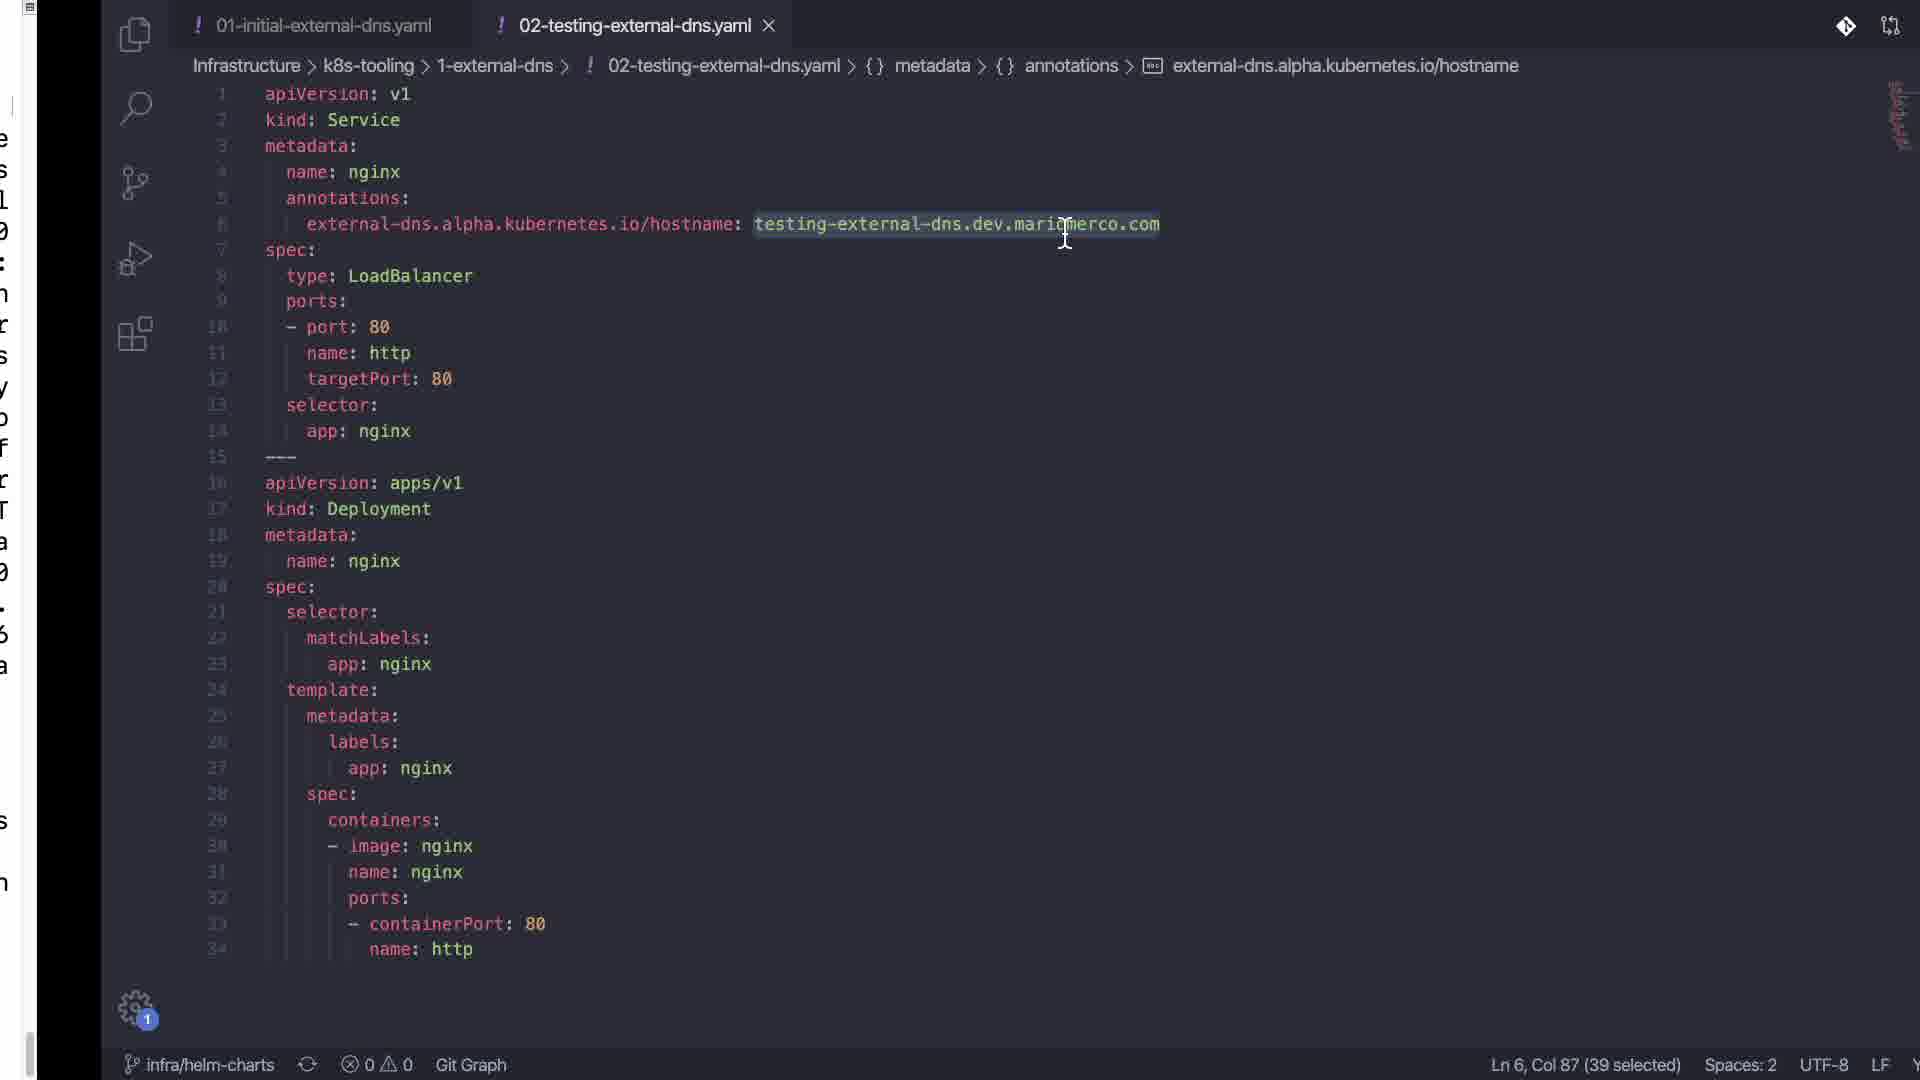 01-initial-external-dns.yaml
02-testing-external-dns.yaml
Infrastructure > k8s-tooling > 1-external-dns > ! 02-testing-external-dns.yaml > {} metadata > {} annotations > external-dns.alpha.kubernetes.io/hostname
1 apiVersion: v1
2 kind: Service
3 metadata:
4 name: nginx
5 annotations:
6 external-dns.alpha.kubernetes.io/hostname: testing-external-dns.dev.mariomerco.com
7 spec:
8 type: LoadBalancer
9 ports:
10 - port: 80
11 name: http
12 targetPort: 80
13 selector:
14 app: nginx
15 ---
16 apiVersion: apps/v1
17 kind: Deployment
18 metadata:
19 name: nginx
20 spec:
21 selector:
22 matchLabels:
23 app: nginx
24 template:
25 metadata:
26 labels:
27 app: nginx
28 spec:
29 containers:
30 - image: nginx
31 name: nginx
32 ports:
33 - containerPort: 80
34 name: http
1
infra/helm-charts 0 0 Git Graph Ln 6, Col 87 (39 selected) Spaces: 2 UTF-8 LF